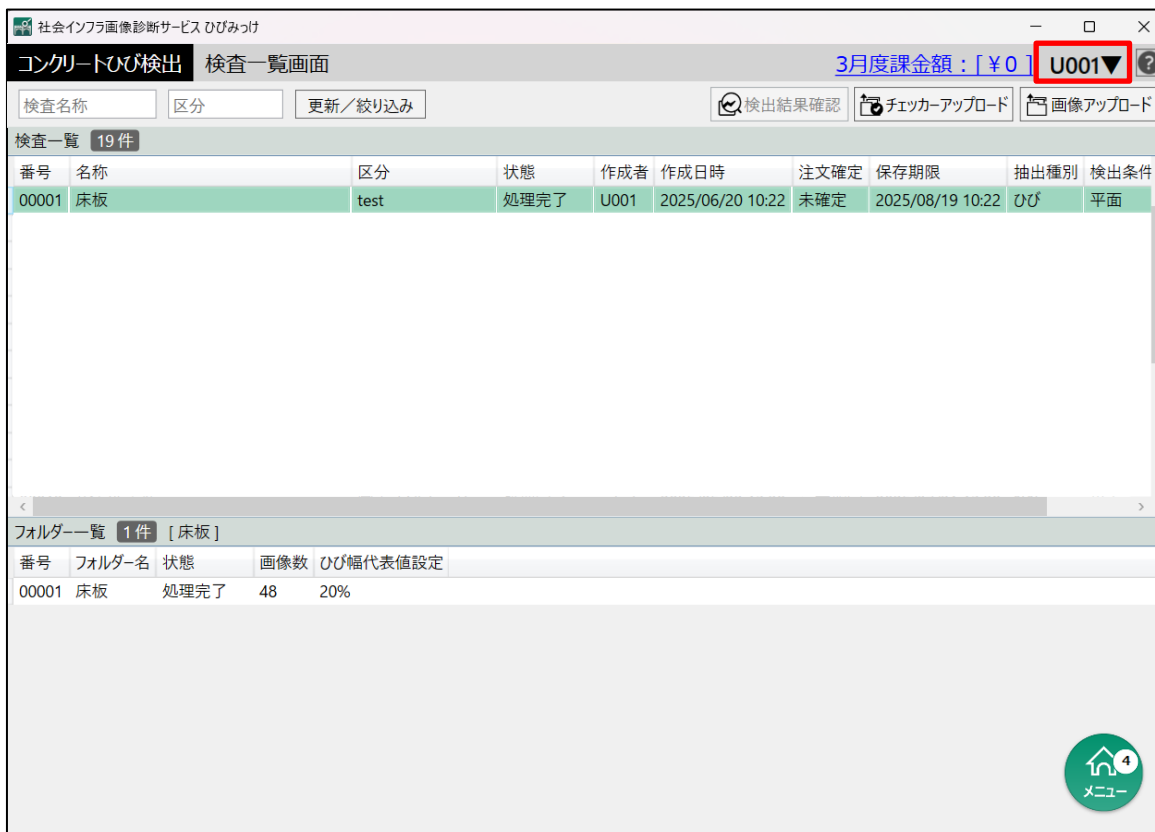 社会インフラ画像診断サービス ひびみっけ
コンクリートひび検出 検査一覧画面 3月度課金額：[￥0 ] U001▼ ?
検査名称 区分 更新／絞り込み 検出結果確認 チェッカーアップロード 画像アップロード
検査一覧 19件
番号 名称 区分 状態 作成者 作成日時 注文確定 保存期限 抽出種別 検出条件
00001 床板 test 処理完了 U001 2025/06/20 10:22 未確定 2025/08/19 10:22 ひび 平面
フォルダー一覧 1件 [床板]
番号 フォルダー名 状態 画像数 ひび幅代表値設定
00001 床板 処理完了 48 20%
4
メニュー